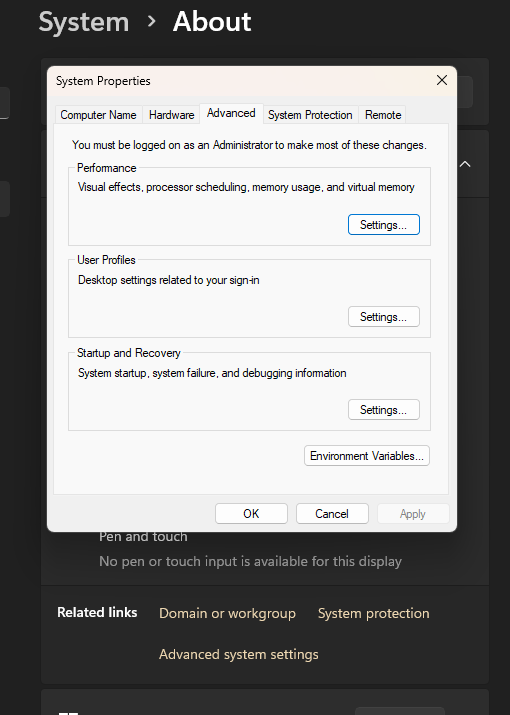 System > About
System Properties
Computer Name Hardware Advanced System Protection Remote
You must be logged on as an Administrator to make most of these changes.
Performance
Visual effects, processor scheduling, memory usage, and virtual memory
Settings...
User Profiles
Desktop settings related to your sign-in
Settings...
Startup and Recovery
System startup, system failure, and debugging information
Settings...
Environment Variables...
OK Cancel Apply
Pen and touch
No pen or touch input is available for this display
Related links Domain or workgroup System protection
Advanced system settings